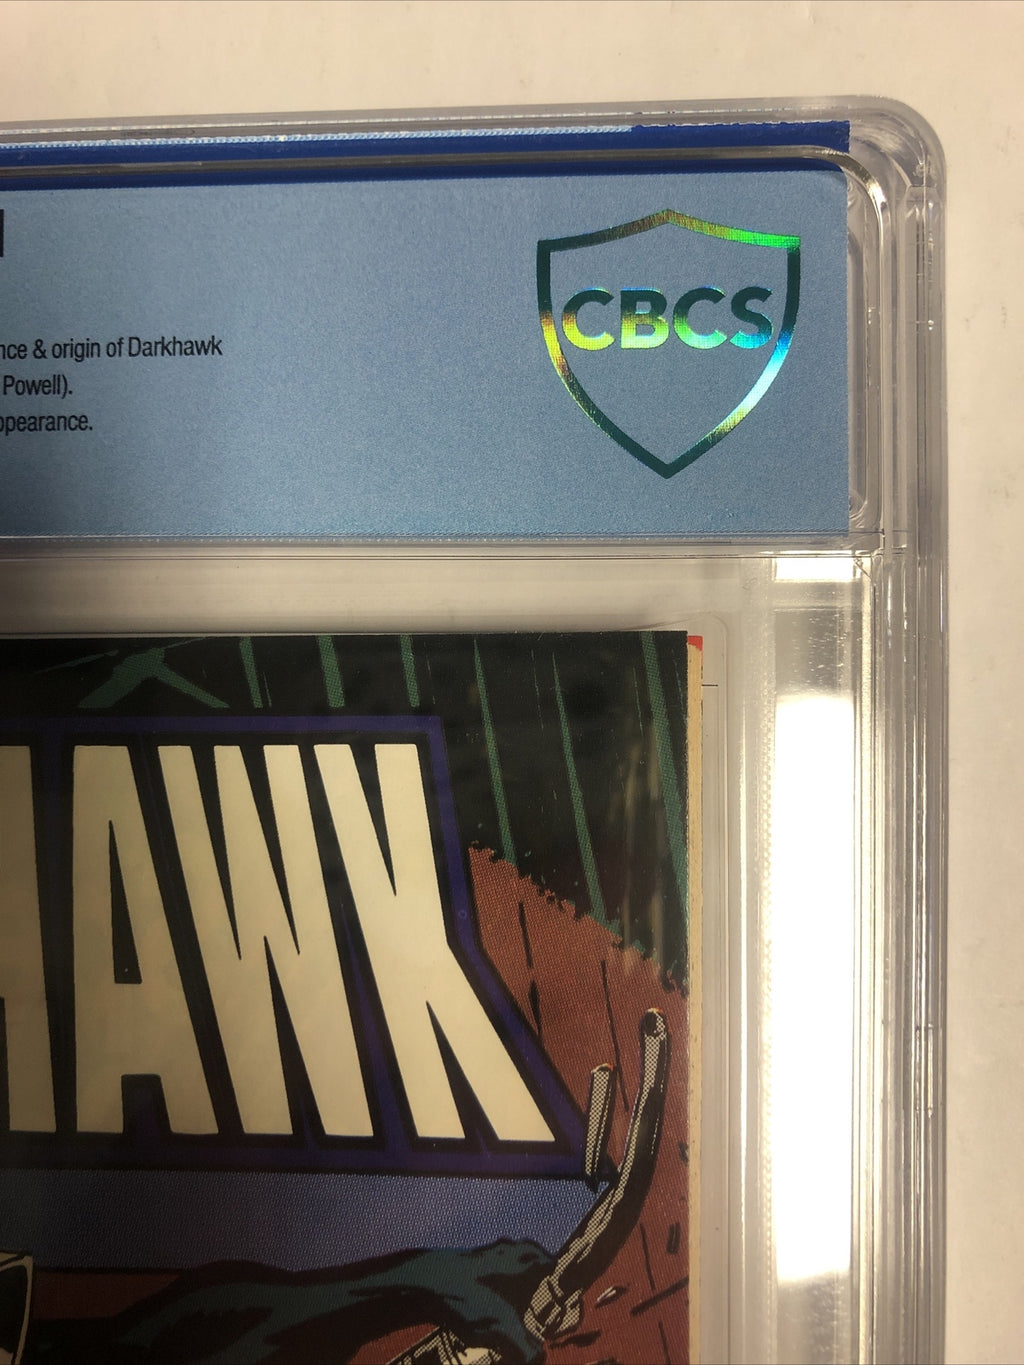 CBCS
nce & origin of Darkhawk
Powell).
ppearance.
HAWK